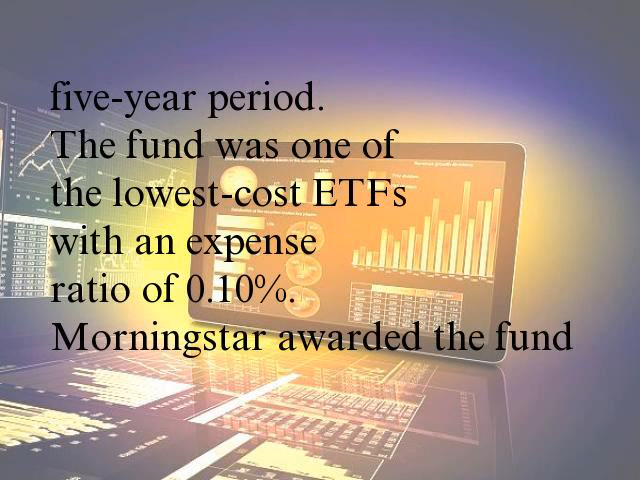 five-year period.
The fund was one of
the lowest-cost ETFs
with an expense
ratio of 0.10%.
Morningstar awarded the fund